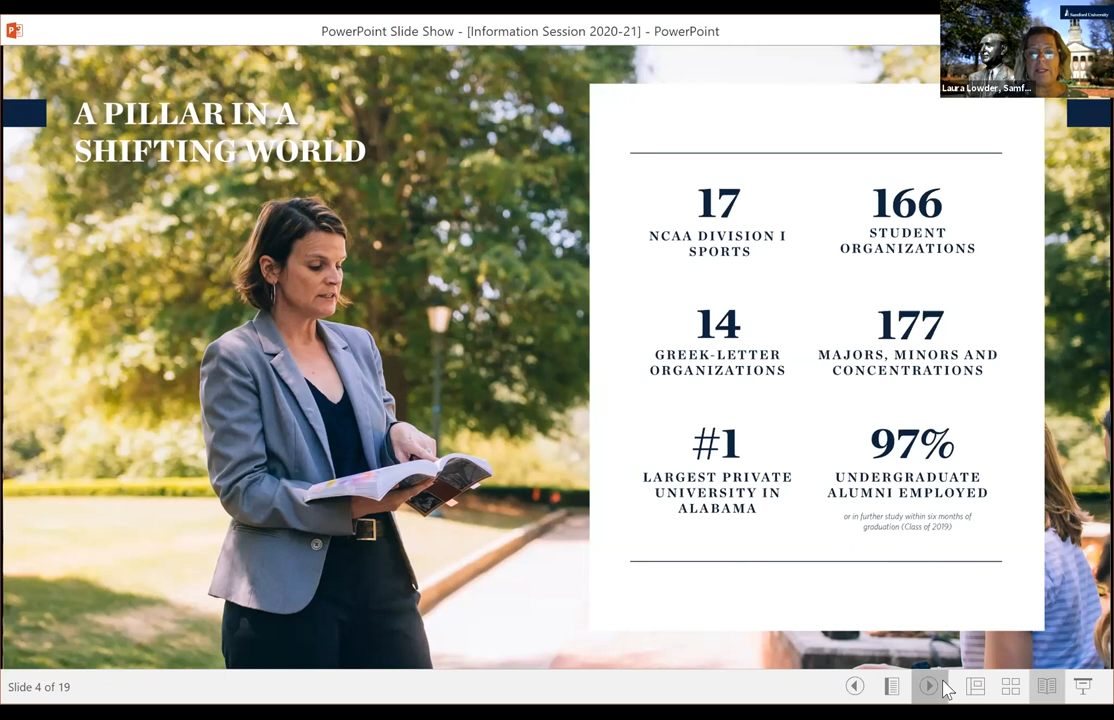 PowerPoint Slide Show - [Information Session 2020-21] - PowerPoint
Samford University
Laura Lowder, Samf...
A PILLAR IN A
SHIFTING WORLD
17
NCAA DIVISION I
SPORTS
166
STUDENT
ORGANIZATIONS
14
GREEK-LETTER
ORGANIZATIONS
177
MAJORS, MINORS AND
CONCENTRATIONS
#1
LARGEST PRIVATE
UNIVERSITY IN
ALABAMA
97%
UNDERGRADUATE
ALUMNI EMPLOYED
or in further study within six months of
graduation (Class of 2019)
Slide 4 of 19